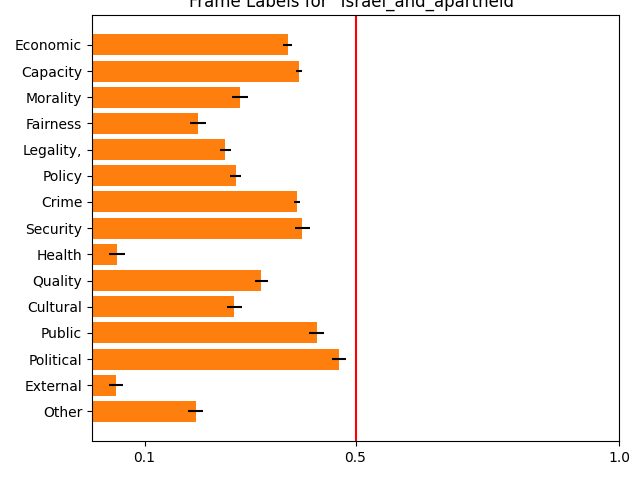 Frame Labels for "Israel_and_apartheid"
Economic
Capacity
Morality
Fairness
Legality,
Policy
Crime
Security
Health
Quality
Cultural
Public
Political
External
Other
0.1 0.5 1.0